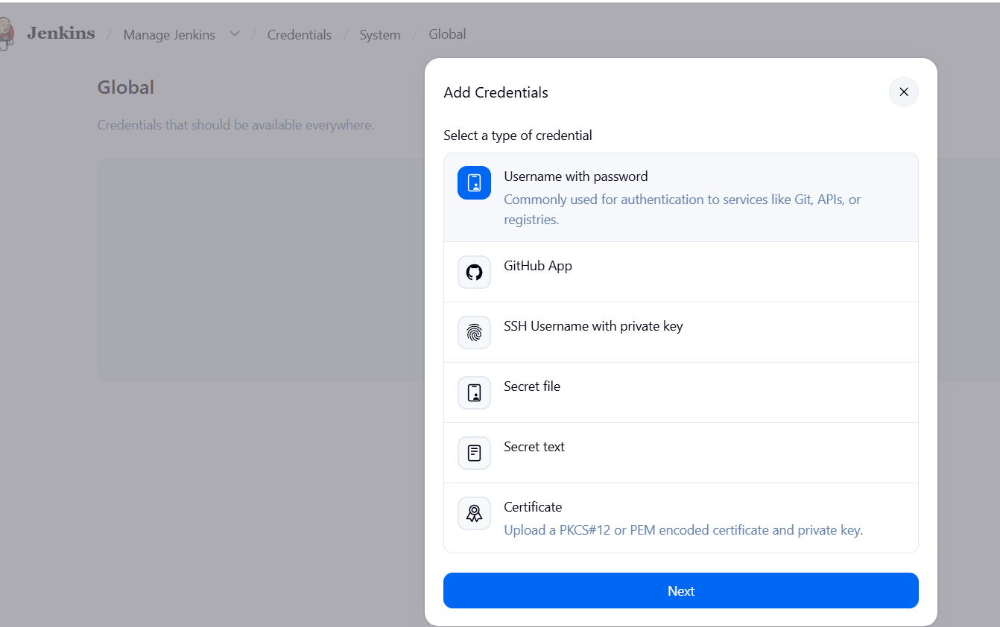 Jenkins / Manage Jenkins / Credentials / System / Global
Global
Credentials that should be available everywhere.
Add Credentials
Select a type of credential
Username with password
Commonly used for authentication to services like Git, APIs, or
registries.
GitHub App
SSH Username with private key
Secret file
Secret text
Certificate
Upload a PKCS#12 or PEM encoded certificate and private key.
Next